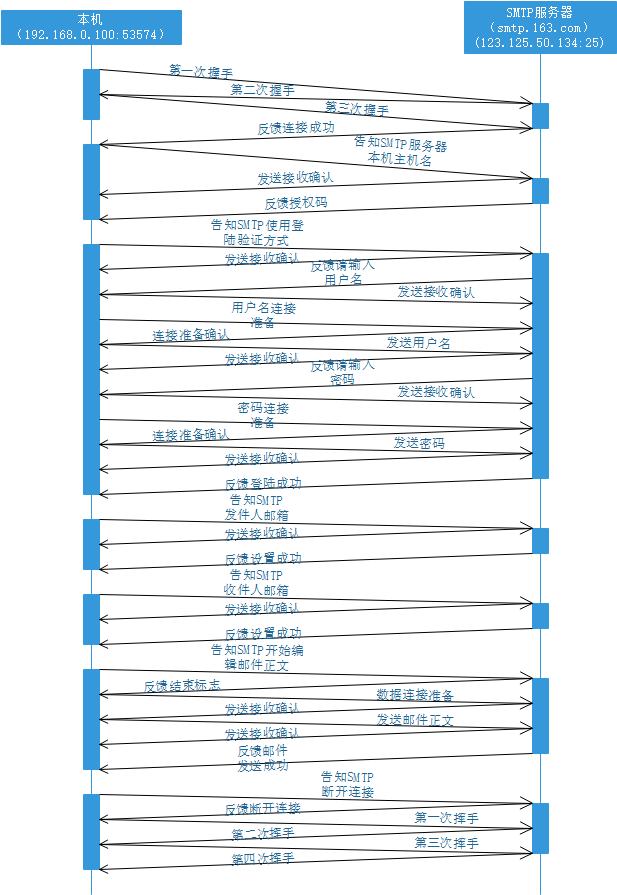 本机
(192.168.0.100:53574)
SMTP服务器
(smtp.163.com)
(123.125.50.134:25)
第一次握手
第二次握手
第三次握手
反馈连接成功
告知SMTP服务器
本机主机名
发送接收确认
反馈授权码
告知SMTP使用登
陆验证方式
发送接收确认
反馈请输入
用户名
发送接收确认
用户名连接
准备
连接准备确认
发送用户名
发送接收确认
反馈请输入
密码
发送接收确认
密码连接
准备
连接准备确认
发送密码
发送接收确认
反馈登陆成功
告知SMTP
发件人邮箱
发送接收确认
反馈设置成功
告知SMTP
收件人邮箱
发送接收确认
反馈设置成功
告知SMTP开始编
辑邮件正文
反馈结束标志
数据连接准备
发送接收确认
发送邮件正文
发送接收确认
反馈邮件
发送成功
告知SMTP
断开连接
反馈断开连接
第一次挥手
第二次挥手
第三次挥手
第四次挥手